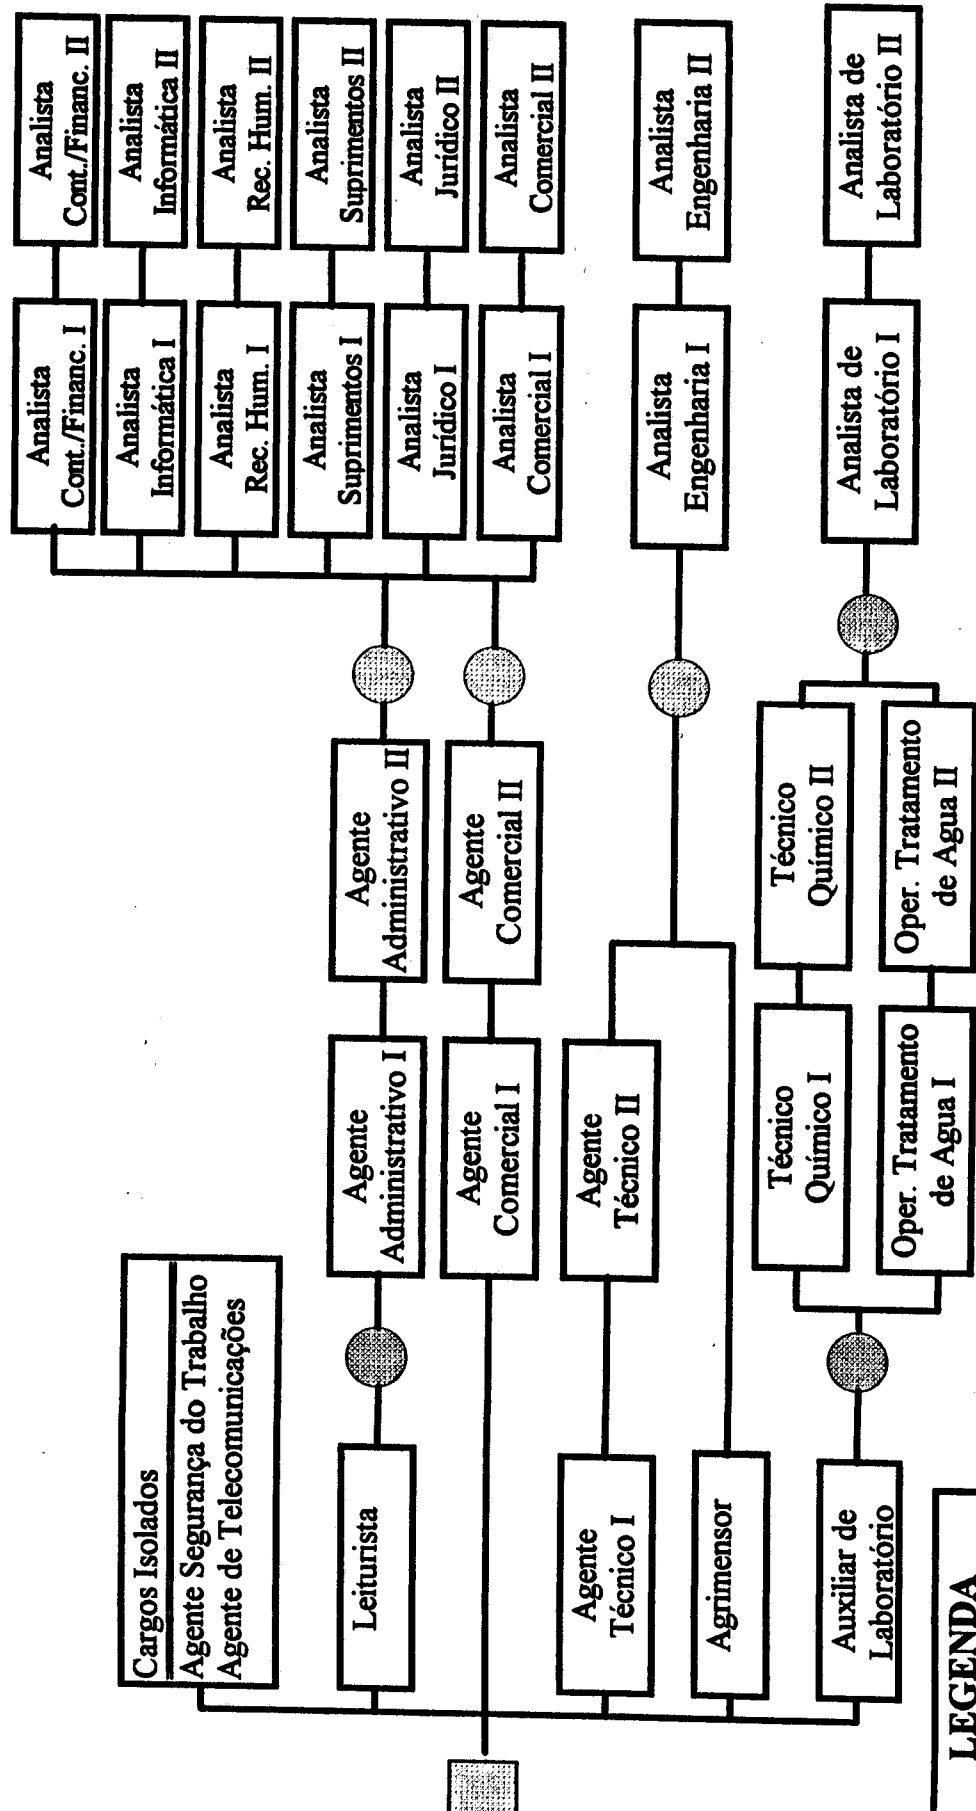 Cargos Isolados
Agente Segurança do Trabalho
Agente de Telecomunicações
Leiturista
Agente
Técnico I
Agrimensor
Auxiliar de
Laboratório
LEGENDA
Agente
Administrativo I
Agente
Comercial I
Agente
Técnico II
Técnico
Químico I
Oper. Tratamento
de Agua I
Agente
Administrativo II
Agente
Comercial II
Técnico
Químico II
Oper. Tratamento
de Agua II
Analista
Cont./Financ. I
Analista
Informática I
Analista
Rec. Hum. I
Analista
Suprimentos I
Analista
Jurídico I
Analista
Comercial I
Analista
Engenharia I
Analista de
Laboratório I
Analista
Cont./Financ. II
Analista
Informática II
Analista
Rec. Hum. II
Analista
Suprimentos II
Analista
Jurídico II
Analista
Comercial II
Analista
Engenharia II
Analista de
Laboratório II